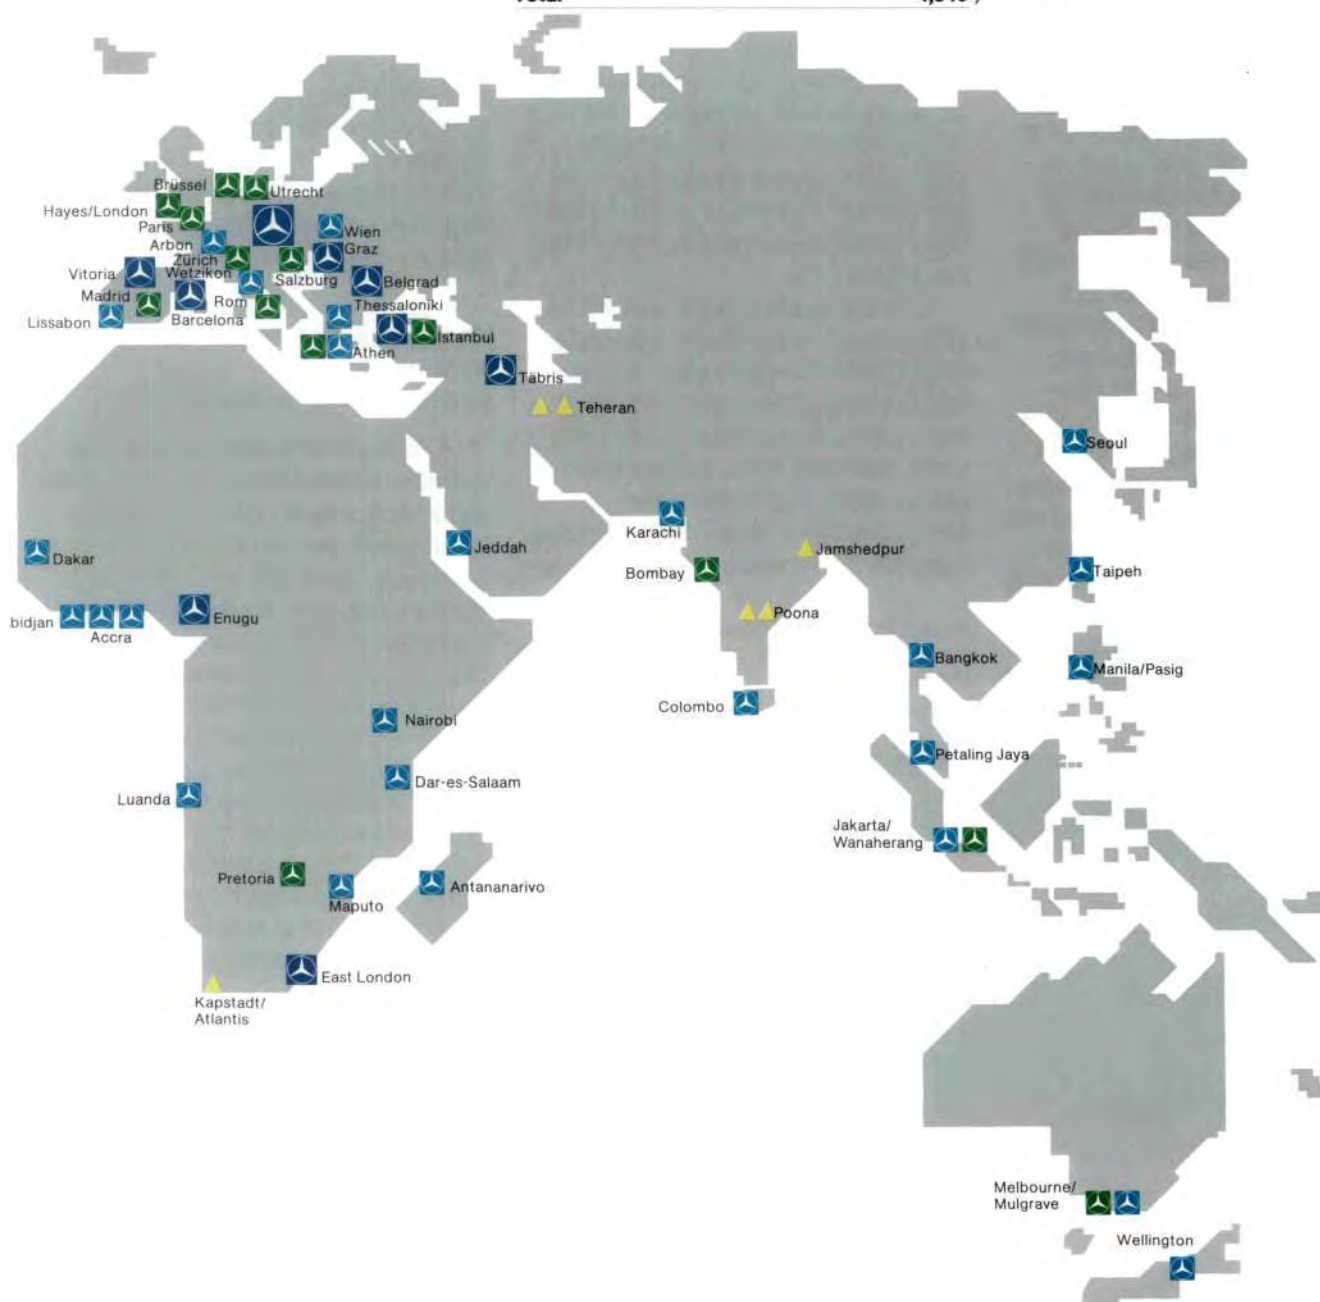 Brüssel
Utrecht
Hayes/London
Paris
Wien
Arbon
Graz
Zürich
Vitoria
Wetzikon
Salzburg
Belgrad
Madrid
Rom
Thessaloniki
Lissabon
Barcelona
Istanbul
Athen
Täbris
Teheran
Seoul
Karachi
Jeddah
Jamshedpur
Dakar
Bombay
Taipeh
bidjan
Enugu
Poona
Accra
Bangkok
Manila/Pasig
Colombo
Nairobi
Petaling Jaya
Dar-es-Salaam
Luanda
Jakarta/
Wanaherang
Pretoria
Antananarivo
Maputo
East London
Kapstadt/
Atlantis
Melbourne/
Mulgrave
Wellington